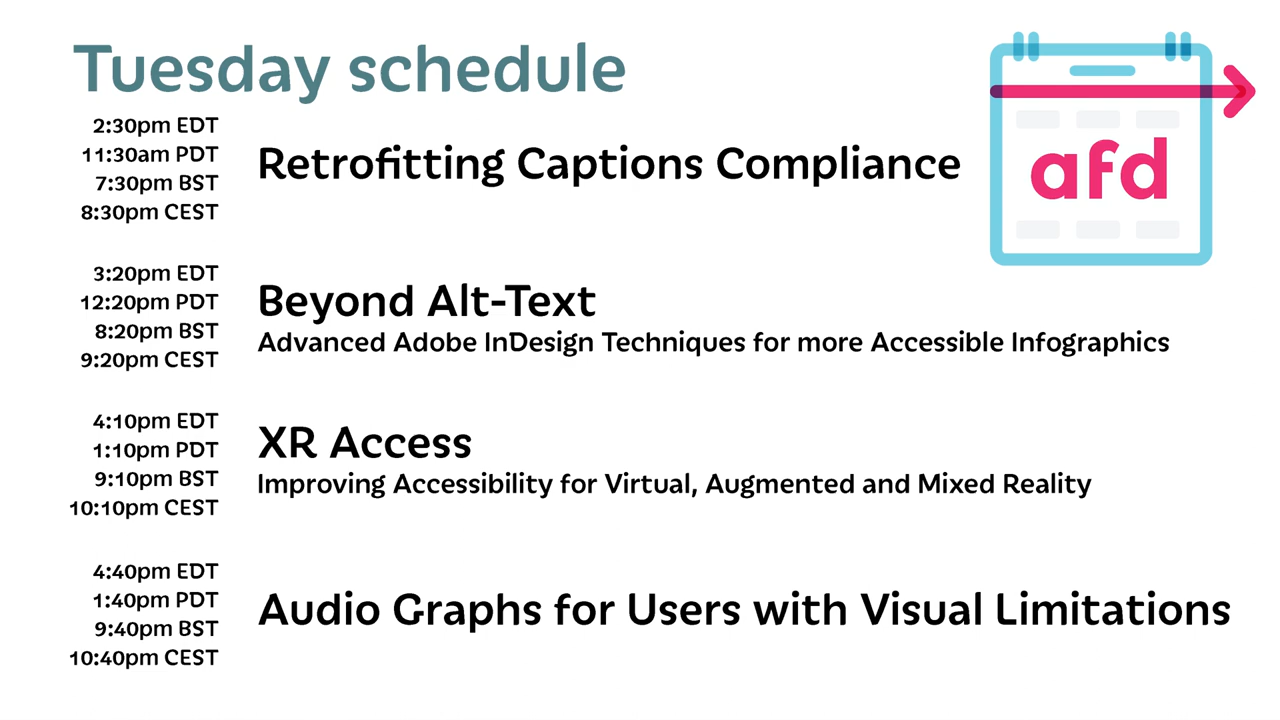 Tuesday schedule
afd
2:30pm EDT
11:30am PDT
7:30pm BST
8:30pm CEST
Retrofitting Captions Compliance
3:20pm EDT
12:20pm PDT
8:20pm BST
9:20pm CEST
Beyond Alt-Text
Advanced Adobe InDesign Techniques for more Accessible Infographics
4:10pm EDT
1:10pm PDT
9:10pm BST
10:10pm CEST
XR Access
Improving Accessibility for Virtual, Augmented and Mixed Reality
4:40pm EDT
1:40pm PDT
9:40pm BST
10:40pm CEST
Audio Graphs for Users with Visual Limitations